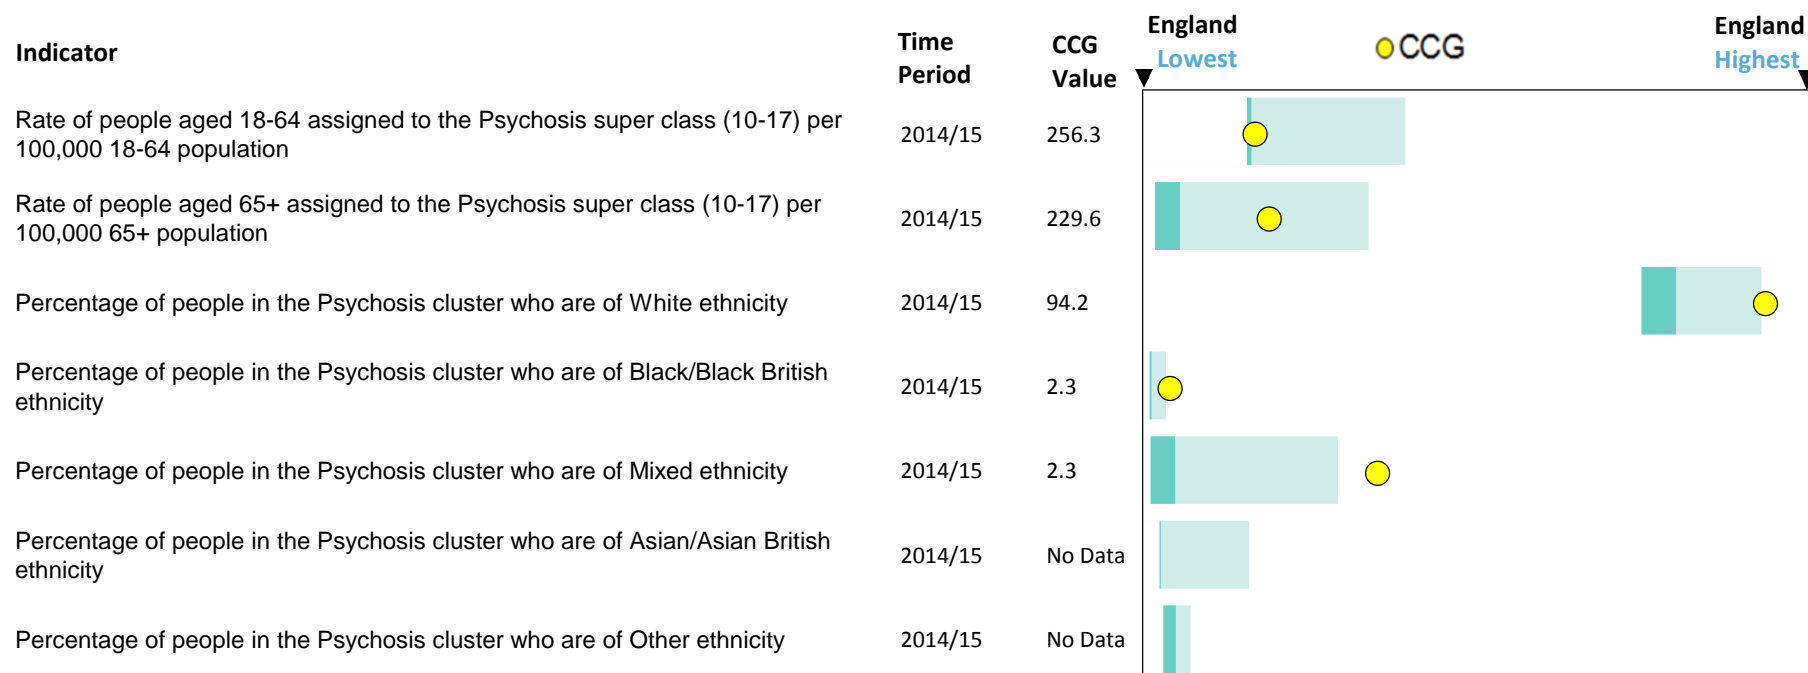 Indicator
Time Period
CCG Value
England Lowest
CCG
England Highest
Rate of people aged 18-64 assigned to the Psychosis super class (10-17) per
100,000 18-64 population
2014/15
256.3
Rate of people aged 65+ assigned to the Psychosis super class (10-17) per
100,000 65+ population
2014/15
229.6
Percentage of people in the Psychosis cluster who are of White ethnicity
2014/15
94.2
Percentage of people in the Psychosis cluster who are of Black/Black British
ethnicity
2014/15
2.3
Percentage of people in the Psychosis cluster who are of Mixed ethnicity
2014/15
2.3
Percentage of people in the Psychosis cluster who are of Asian/Asian British
ethnicity
2014/15
No Data
Percentage of people in the Psychosis cluster who are of Other ethnicity
2014/15
No Data